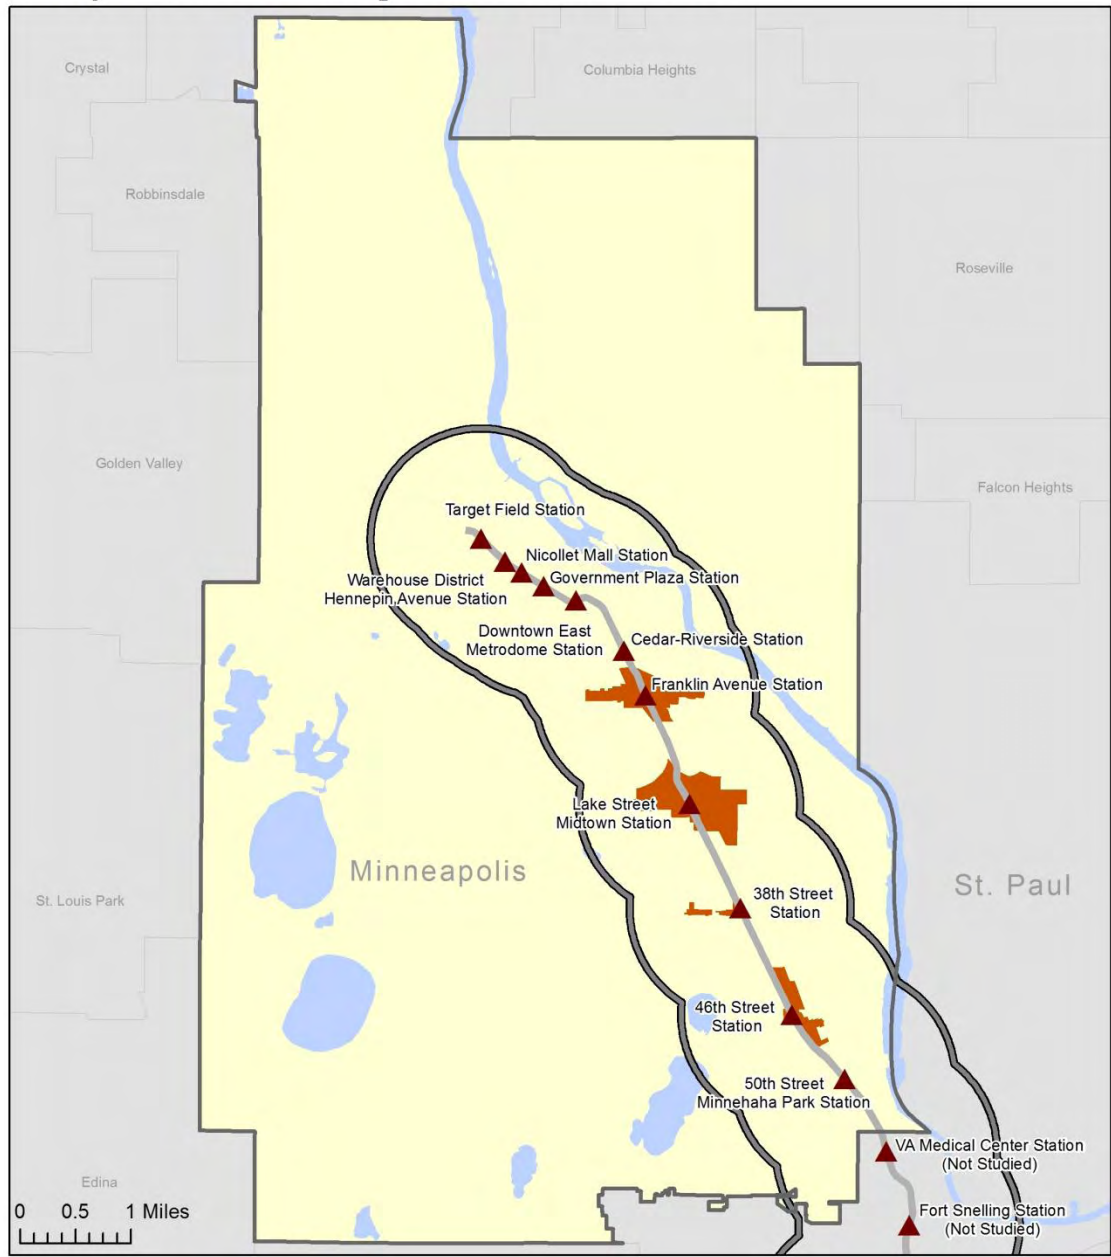 Crystal
Columbia Heights
Robbinsdale
Roseville
Golden Valley
Falcon Heights
Target Field Station
Nicollet Mall Station
Warehouse District
Hennepin Avenue Station
Government Plaza Station
Downtown East
Metrodome Station
Cedar-Riverside Station
Franklin Avenue Station
Lake Street
Midtown Station
Minneapolis
St. Paul
St. Louis Park
38th Street
Station
46th Street
Station
50th Street
Minnehaha Park Station
VA Medical Center Station
(Not Studied)
Edina
Fort Snelling Station
(Not Studied)
0 0.5 1 Miles